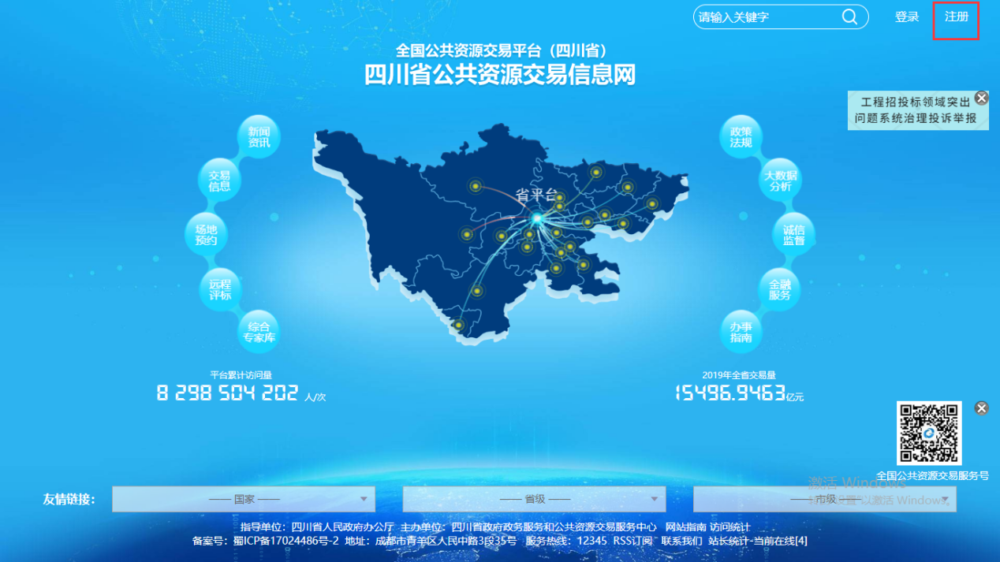 请输入关键字
登录
注册
全国公共资源交易平台（四川省）
四川省公共资源交易信息网
工程招投标领域突出
问题系统治理投诉举报
新闻
资讯
交易
信息
场地
预约
远程
评标
综合
专家库
省平台
政策
法规
大数据
分析
诚信
监督
金融
服务
办事
指南
平台累计访问量
8 298 504 202 人/次
2019年全省交易量
15496.9463亿元
全国公共资源交易服务号
激活 Windows
友情链接：
—— 国家 ——
—— 省级 ——
——市级——
设置"以激活 Windows。
指导单位：四川省人民政府办公厅 主办单位：四川省政府政务服务和公共资源交易服务中心 网站指南 访问统计
备案号：蜀ICP备17024486号-2 地址：成都市青羊区人民中路3段35号 服务热线：12345 RSS订阅 联系我们 站长统计-当前在线[4]